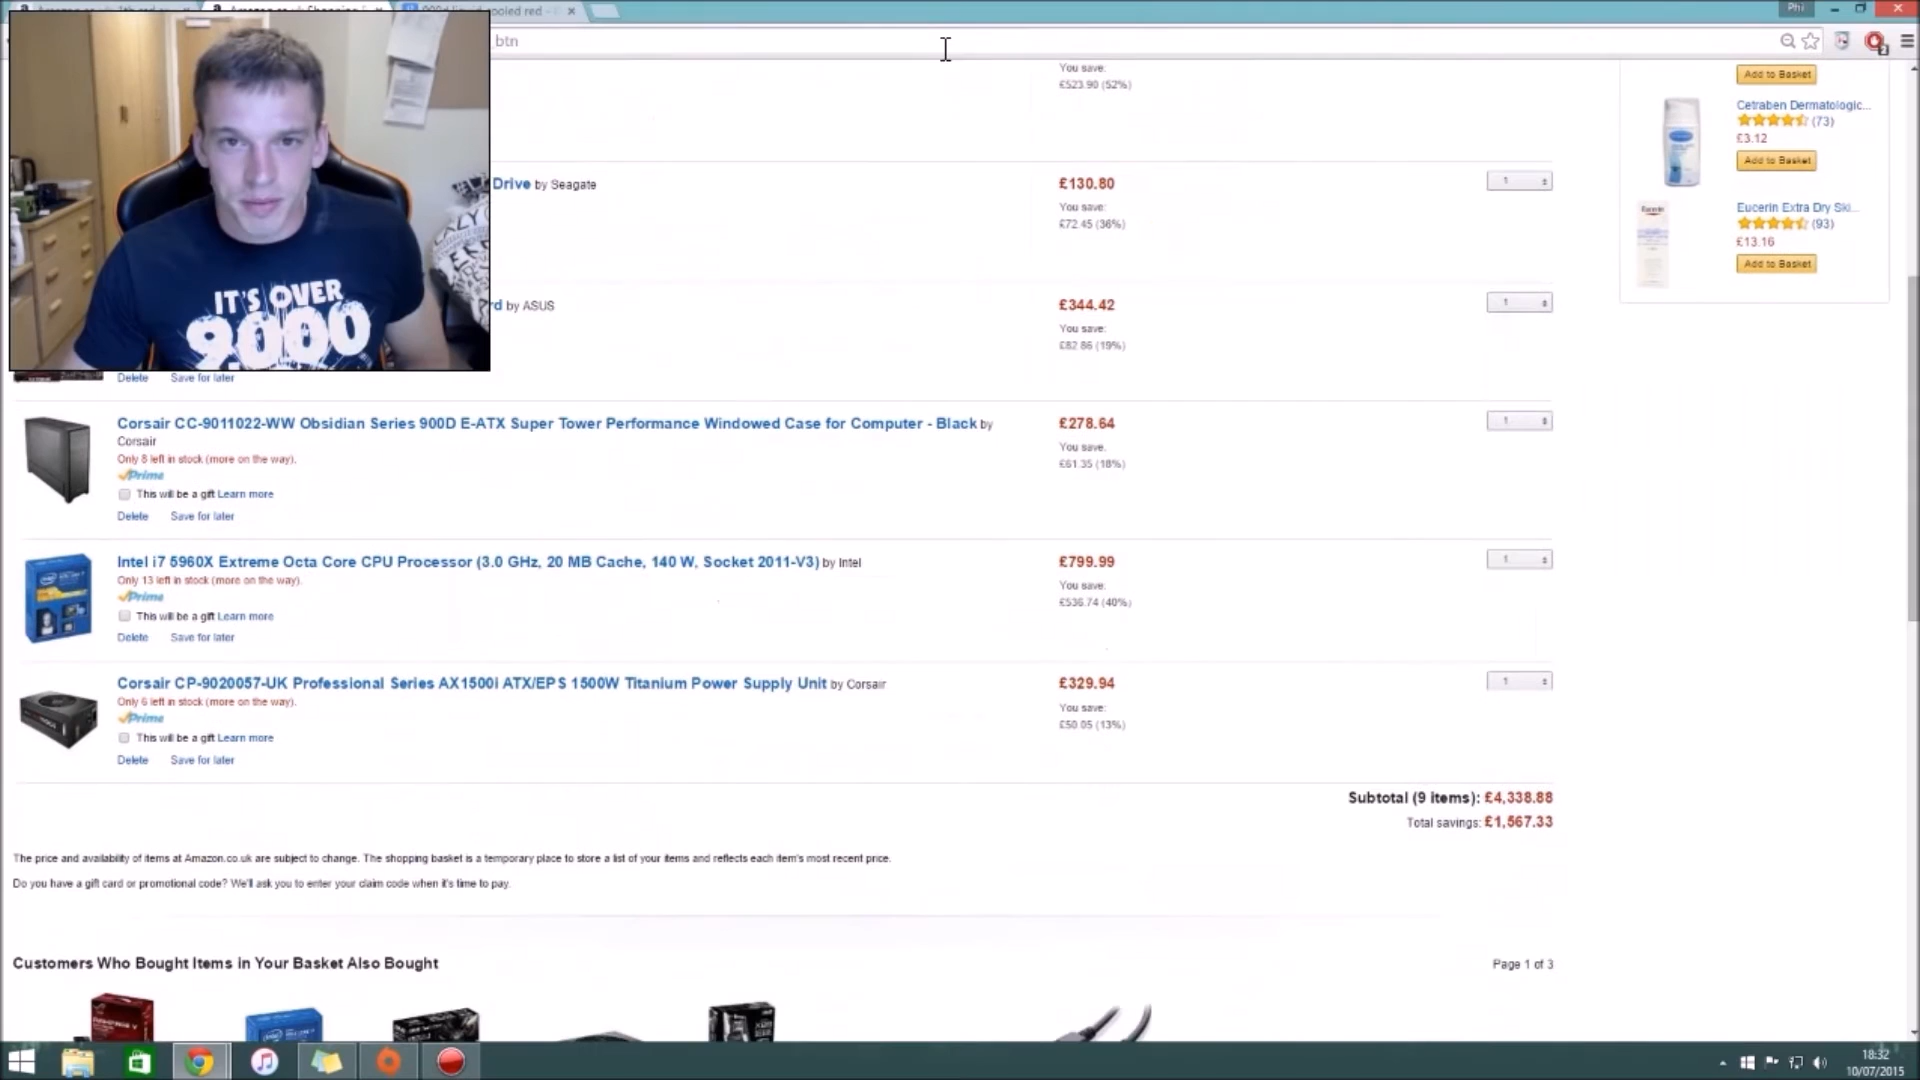 Phil
_btn
You save:
£523.90 (52%)
Add to Basket
Cetraben Dermatologic...
(73)
£3.12
Add to Basket
Eucerin Extra Dry Ski...
(93)
£13.16
Add to Basket
Drive by Seagate
£130.80
1
You save:
£72.45 (36%)
by ASUS
£344.42
1
You save:
£82.86 (19%)
IT'S OVER
9000
Delete Save for later
Corsair CC-9011022-WW Obsidian Series 900D E-ATX Super Tower Performance Windowed Case for Computer - Black by
Corsair
£278.64
1
Only 8 left in stock (more on the way).
You save:
£61.35 (18%)
Prime
This will be a gift Learn more
Delete Save for later
Intel i7 5960X Extreme Octa Core CPU Processor (3.0 GHz, 20 MB Cache, 140 W, Socket 2011-V3) by Intel
£799.99
1
Only 13 left in stock (more on the way).
You save:
£536.74 (40%)
Prime
This will be a gift Learn more
Delete Save for later
Corsair CP-9020057-UK Professional Series AX1500i ATX/EPS 1500W Titanium Power Supply Unit by Corsair
£329.94
1
Only 6 left in stock (more on the way).
You save:
£50.05 (13%)
Prime
This will be a gift Learn more
Delete Save for later
Subtotal (9 items): £4,338.88
Total savings: £1,567.33
The price and availability of items at Amazon.co.uk are subject to change. The shopping basket is a temporary place to store a list of your items and reflects each item's most recent price.
Do you have a gift card or promotional code? We'll ask you to enter your claim code when it's time to pay.
Customers Who Bought Items in Your Basket Also Bought
Page 1 of 3
18:32
10/07/2015